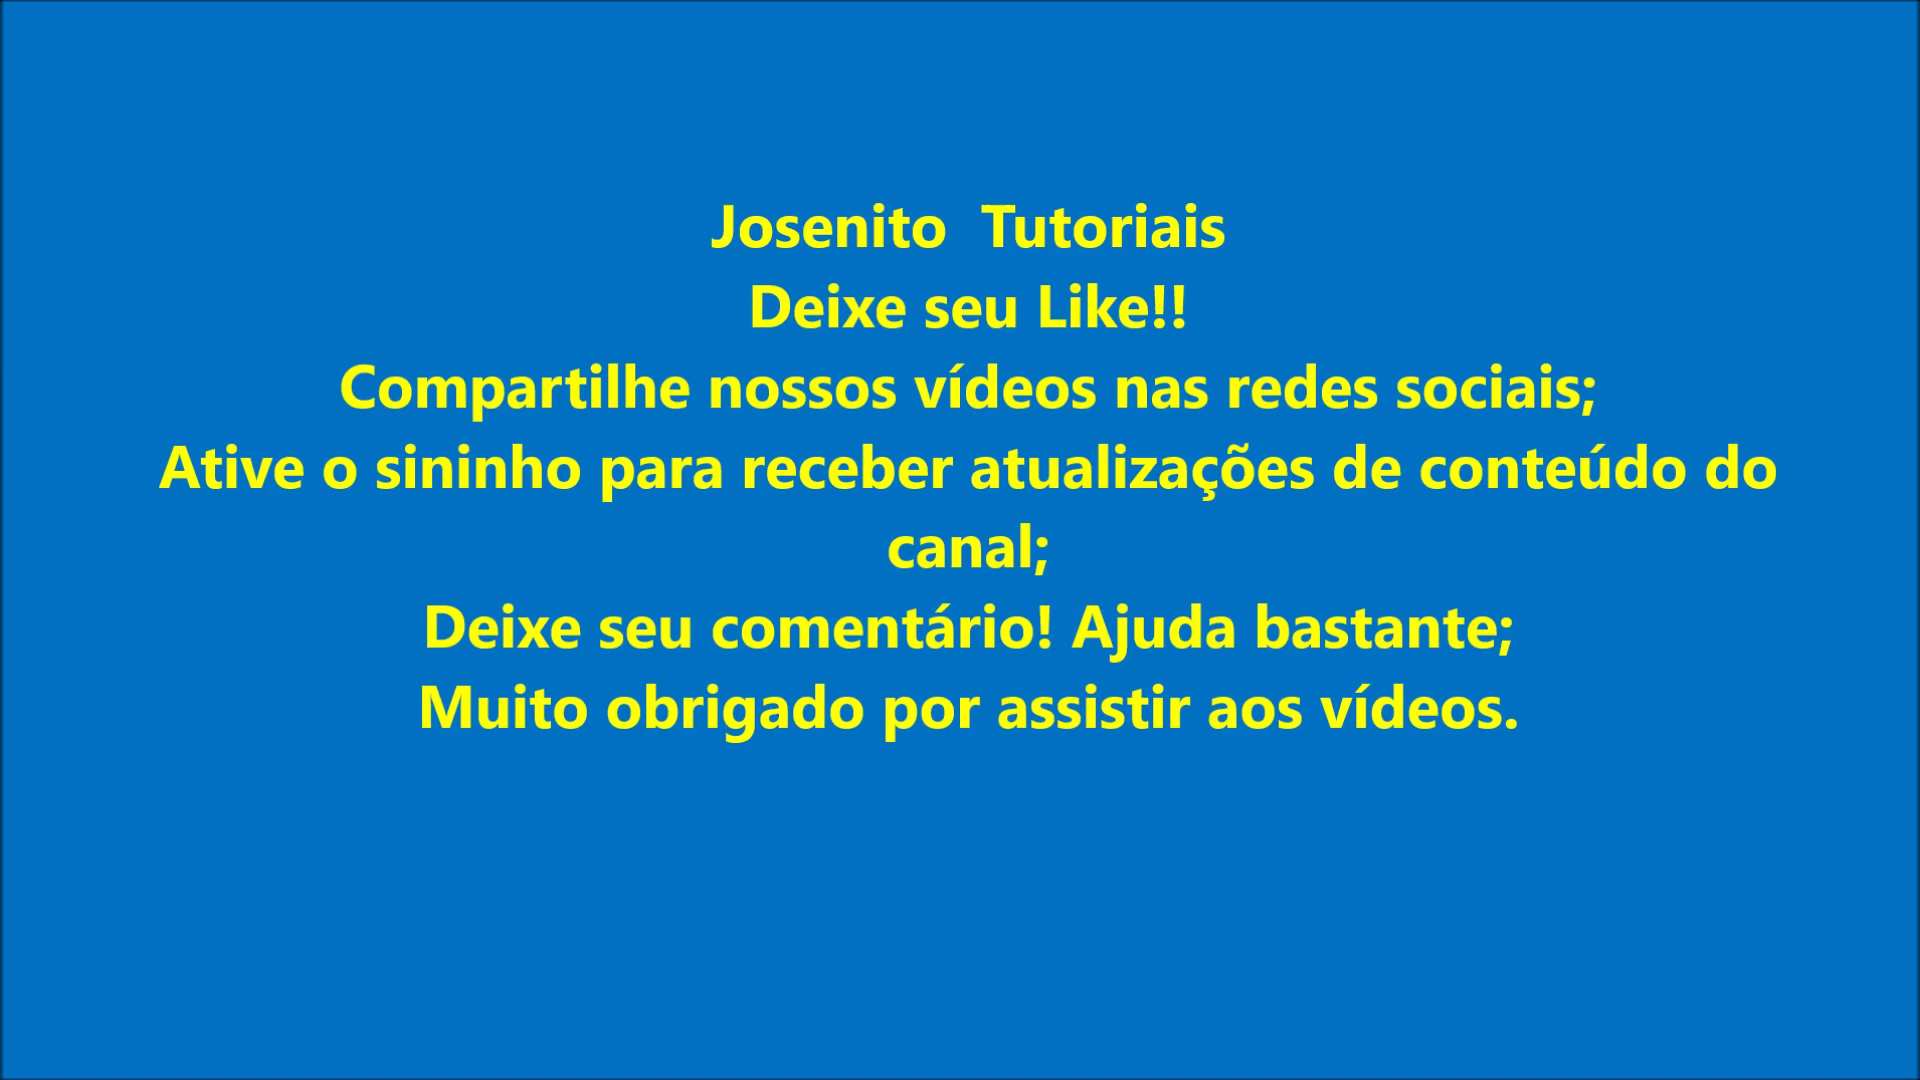 Josenito  Tutoriais
Deixe seu Like!!
Compartilhe nossos vídeos nas redes sociais;
Ative o sininho para receber atualizações de conteúdo do
canal;
Deixe seu comentário! Ajuda bastante;
Muito obrigado por assistir aos vídeos.